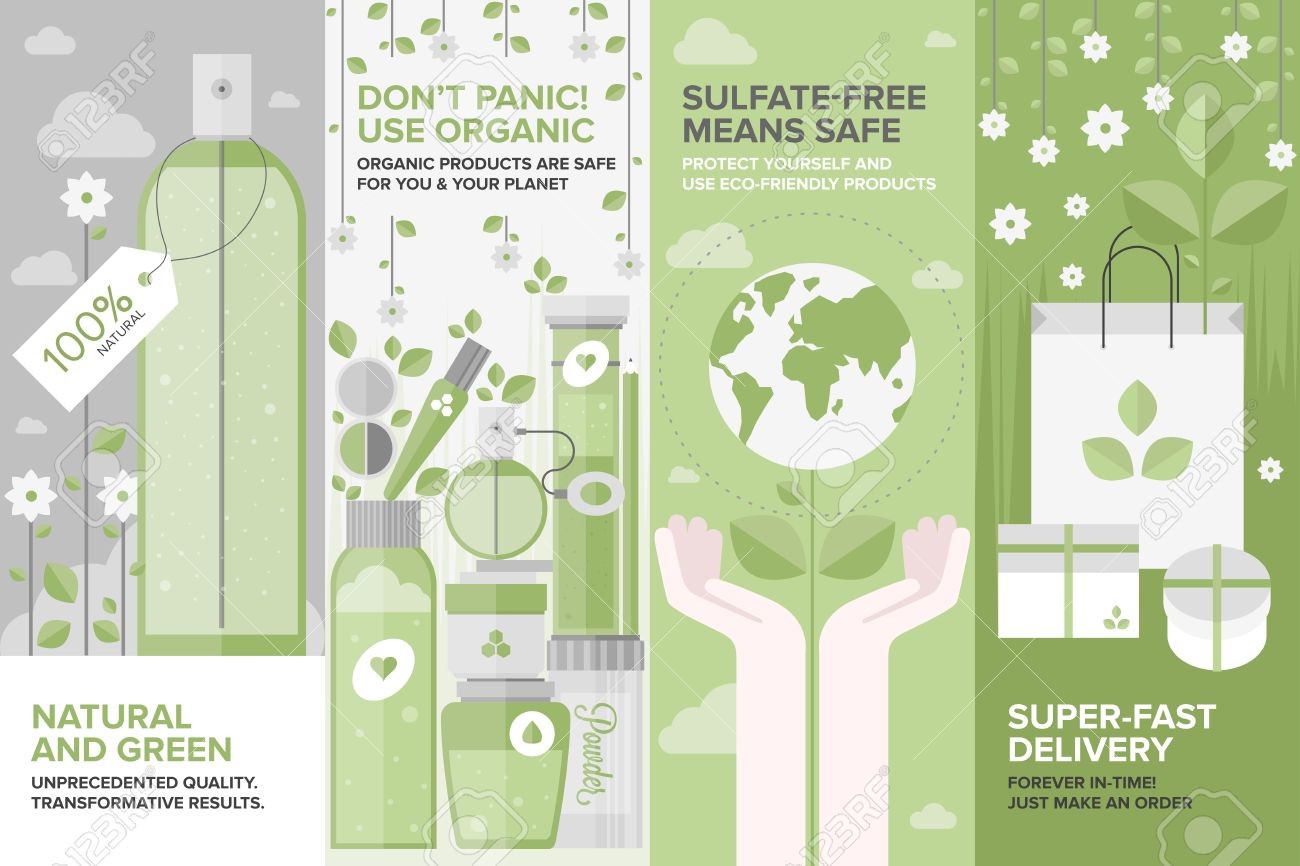 100%
NATURAL
NATURAL
AND GREEN
UNPRECEDENTED QUALITY.
TRANSFORMATIVE RESULTS.
DON'T PANIC!
USE ORGANIC
ORGANIC PRODUCTS ARE SAFE
FOR YOU & YOUR PLANET
Powder
SULFATE-FREE
MEANS SAFE
PROTECT YOURSELF AND
USE ECO-FRIENDLY PRODUCTS
SUPER-FAST
DELIVERY
FOREVER IN-TIME!
JUST MAKE AN ORDER
123RF